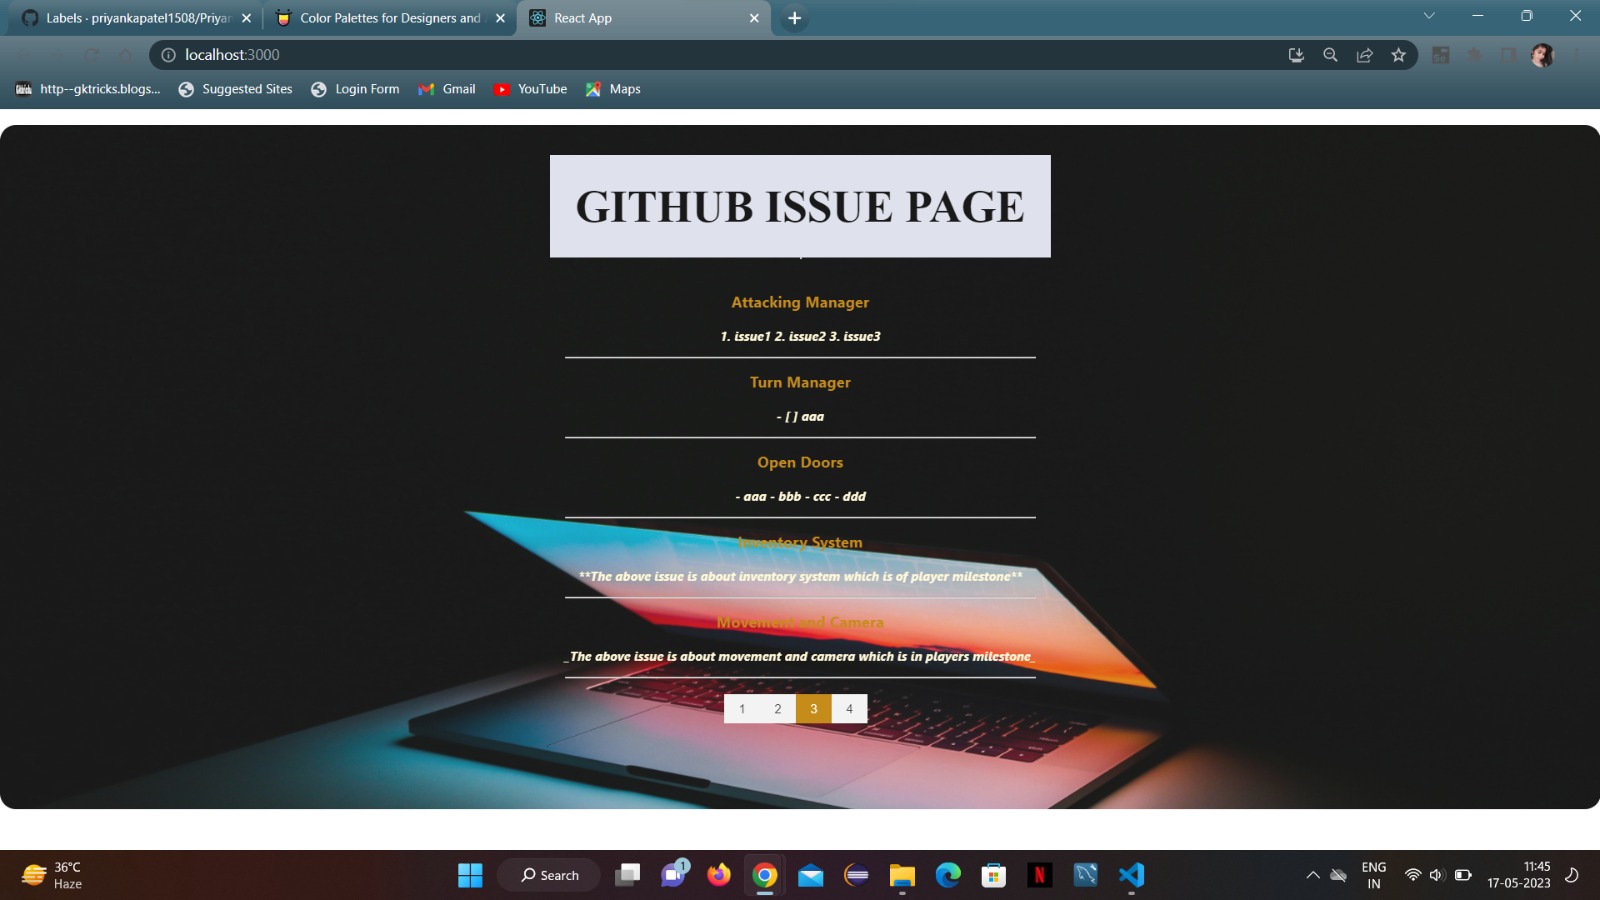 Labels · priyankapatel1508/Priyan
Color Palettes for Designers and
React App
localhost:3000
http--gktricks.blogs...
Suggested Sites
Login Form
Gmail
YouTube
Maps
GITHUB ISSUE PAGE
Attacking Manager
1. issue1 2. issue2 3. issue3
Turn Manager
- [ ] aaa
Open Doors
- aaa - bbb - ccc - ddd
Inventory System
**The above issue is about inventory system which is of player milestone**
Movement and Camera
_The above issue is about movement and camera which is in players milestone_
1 2 3 4
36°C
Haze
Search
1
N
ENG
IN
11:45
17-05-2023